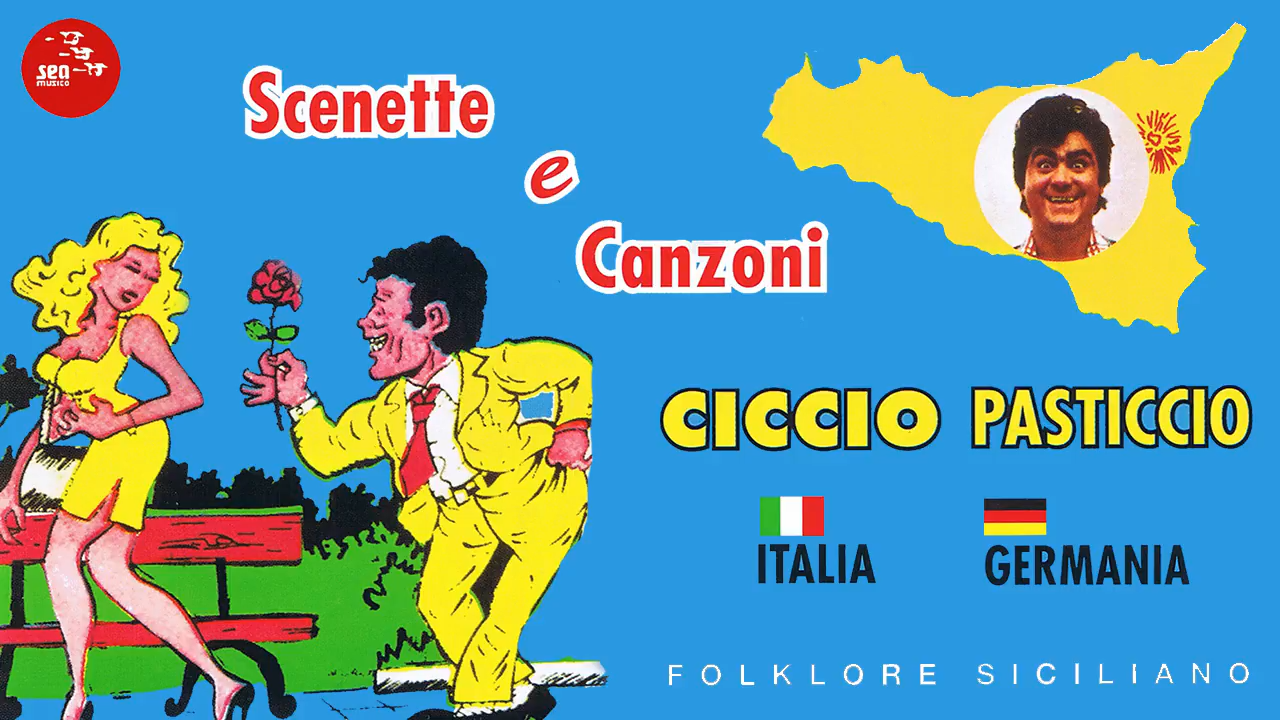 sea
musica
Scenette
e
Canzoni
CICCIO PASTICCIO
ITALIA
GERMANIA
FOLKLORE SICILIANO